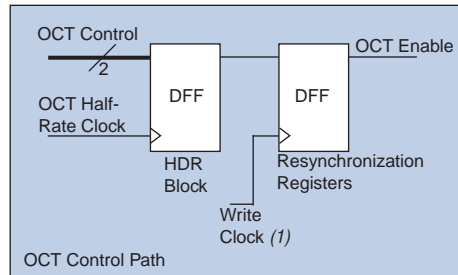 OCT Control
OCT Enable
2
DFF
DFF
OCT Half-
Rate Clock
HDR
Block
Resynchronization
Registers
Write
Clock (1)
OCT Control Path